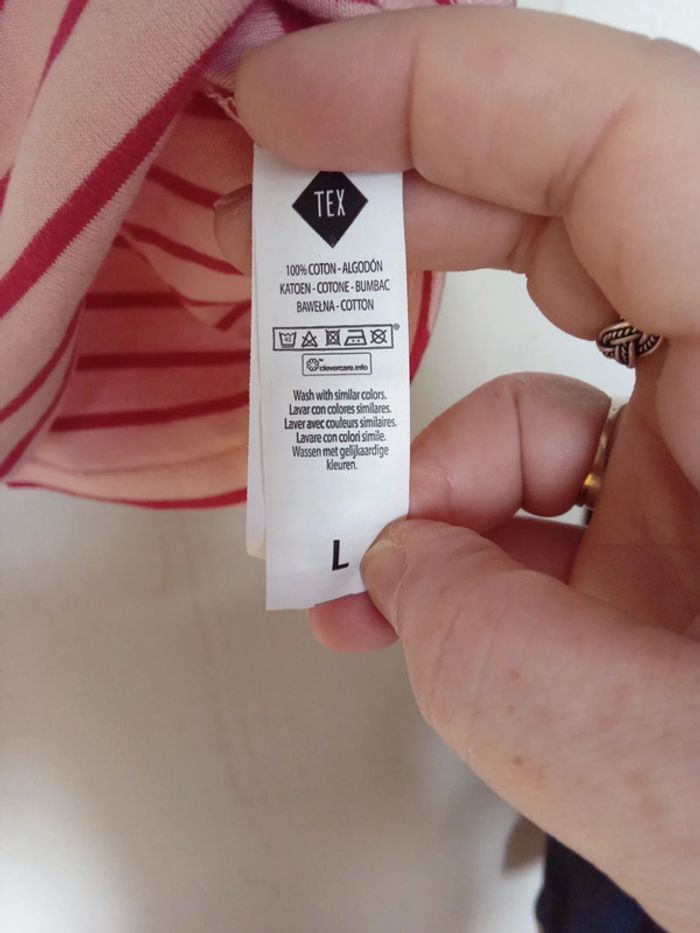 TEX
100% COTON - ALGODÓN
KATOEN - COTONE - BUMBAC
BAWEŁNA - COTTON
clevercare.info
Wash with similar colors.
Lavar con colores similares.
Laver avec couleurs similaires.
Lavare con colori simile.
Wassen met gelijkaardige
kleuren.
L